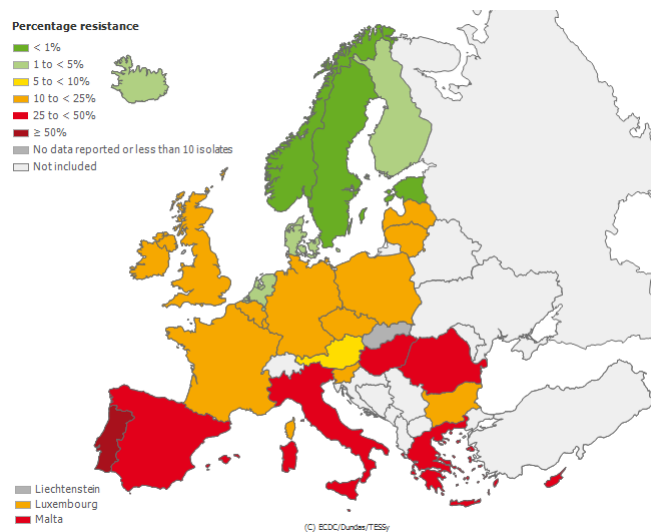 Percentage resistance
< 1%
1 to < 5%
5 to < 10%
10 to < 25%
25 to < 50%
≥ 50%
No data reported or less than 10 isolates
Not included
Liechtenstein
Luxembourg
Malta
(C) ECDC/Dundas/TESSy